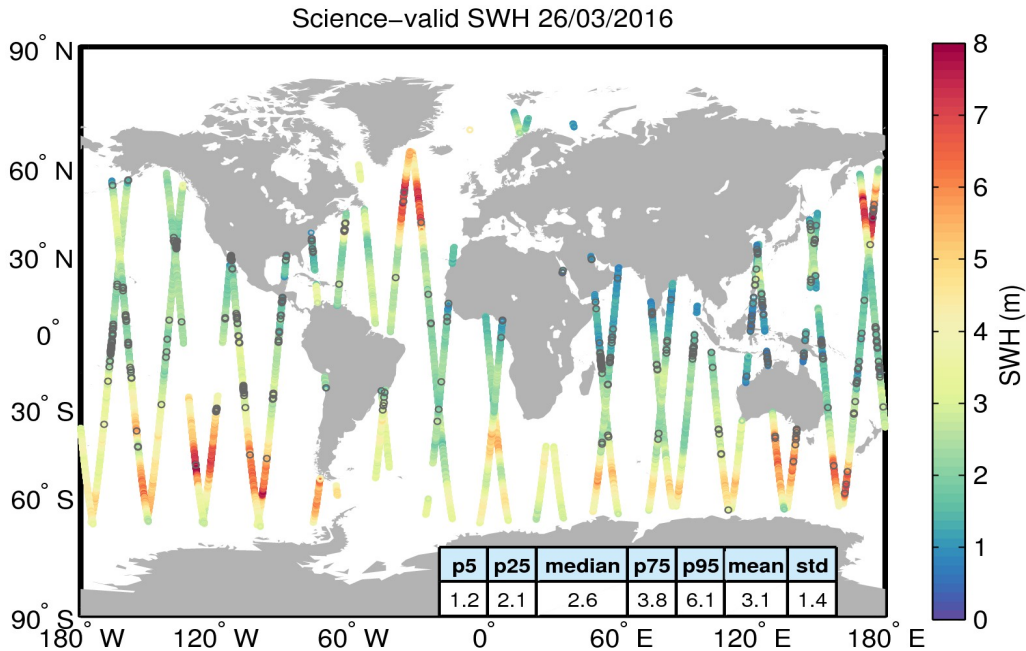 Science−valid SWH 26/03/2016
90° N
60° N
30° N
0°
30° S
60° S
90° S
180° W
120° W
60° W
0°
60° E
120° E
180° E
p5 p25 median p75 p95 mean std
1.2 2.1 2.6 3.8 6.1 3.1 1.4
8
7
6
5
4
3
2
1
0
SWH (m)